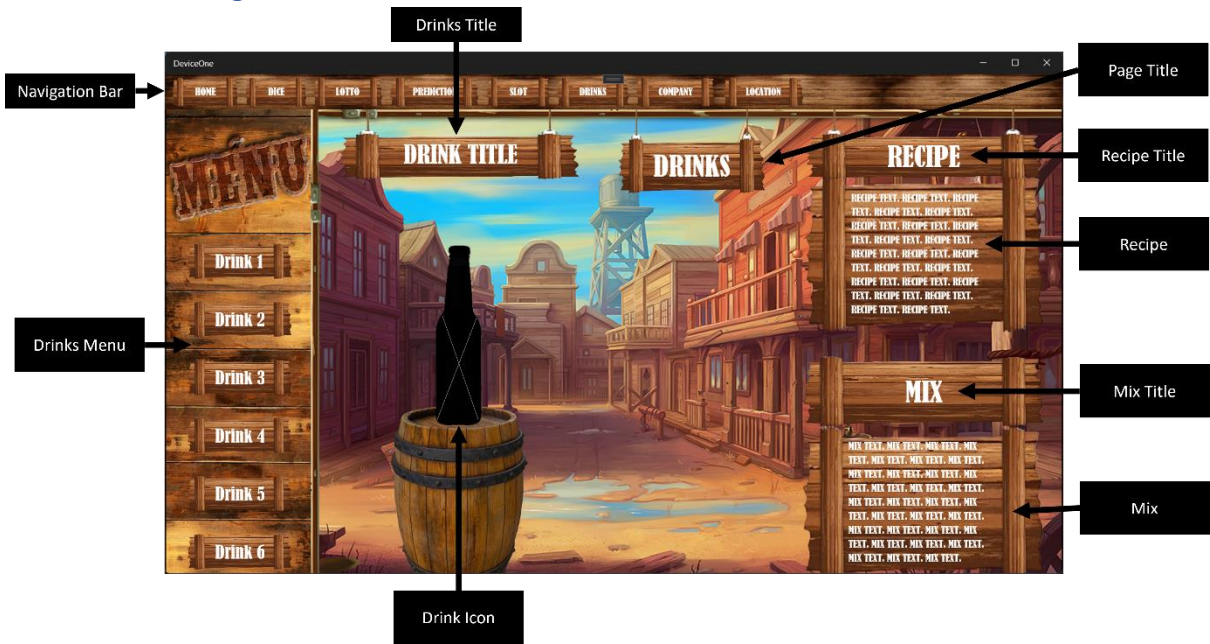 Drinks Title
DeviceOne
Navigation Bar
HOME DICE LOTTO PREDICTION SLOT DRINKS COMPANY LOCATION
Page Title
MENU
DRINK TITLE
DRINKS
RECIPE
Recipe Title
RECIPE TEXT. RECIPE TEXT. RECIPE
TEXT. RECIPE TEXT. RECIPE TEXT.
RECIPE TEXT. RECIPE TEXT. RECIPE
TEXT. RECIPE TEXT. RECIPE TEXT.
RECIPE TEXT. RECIPE TEXT. RECIPE
TEXT. RECIPE TEXT. RECIPE TEXT.
RECIPE TEXT. RECIPE TEXT. RECIPE
TEXT. RECIPE TEXT. RECIPE TEXT.
RECIPE TEXT. RECIPE TEXT.
Recipe
Drink 1
Drink 2
Drinks Menu
Drink 3
Drink 4
Drink 5
Drink 6
MIX
Mix Title
MIX TEXT. MIX TEXT. MIX TEXT. MIX
TEXT. MIX TEXT. MIX TEXT. MIX TEXT.
MIX TEXT. MIX TEXT. MIX TEXT. MIX
TEXT. MIX TEXT. MIX TEXT. MIX TEXT.
MIX TEXT. MIX TEXT. MIX TEXT. MIX
TEXT. MIX TEXT. MIX TEXT. MIX TEXT.
MIX TEXT. MIX TEXT. MIX TEXT. MIX
TEXT. MIX TEXT. MIX TEXT. MIX TEXT.
MIX TEXT. MIX TEXT. MIX TEXT.
Mix
Drink Icon